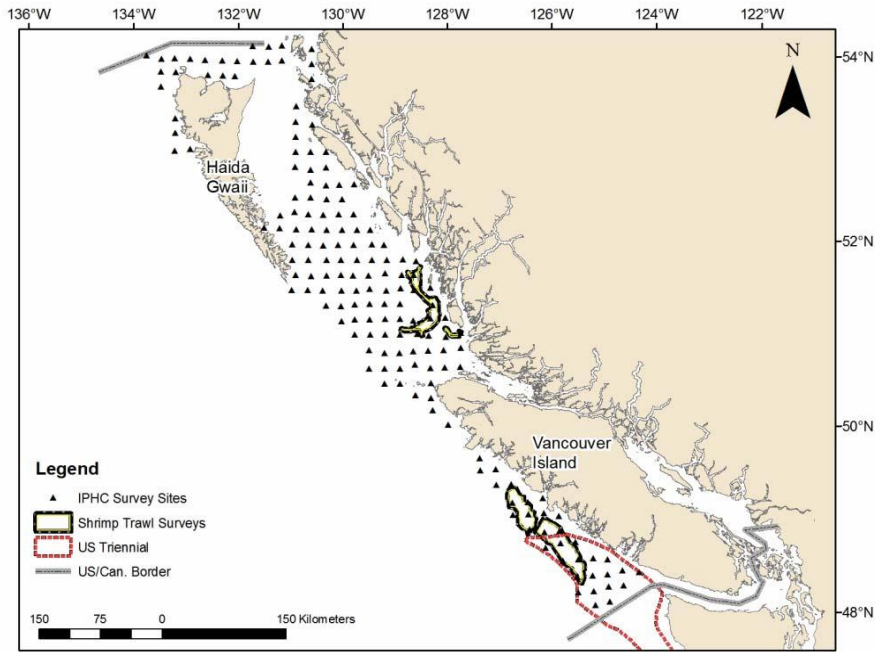 136°W 134°W 132°W 130°W 128°W 126°W 124°W 122°W
N
54°N
Haida
Gwaii
52°N
50°N
Vancouver
Island
Legend
IPHC Survey Sites
Shrimp Trawl Surveys
US Triennial
US/Can. Border
150 75 0 150 Kilometers
48°N